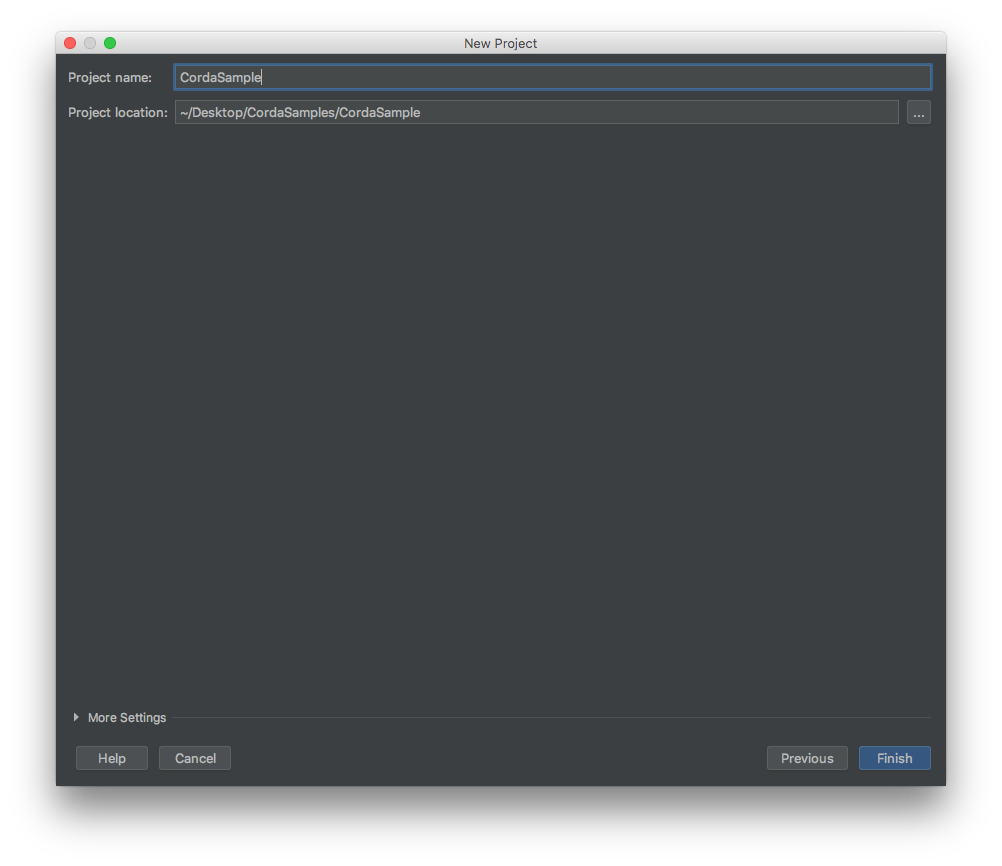 New Project
Project name: CordaSample
Project location: ~/Desktop/CordaSamples/CordaSample ...
More Settings
Help Cancel Previous Finish